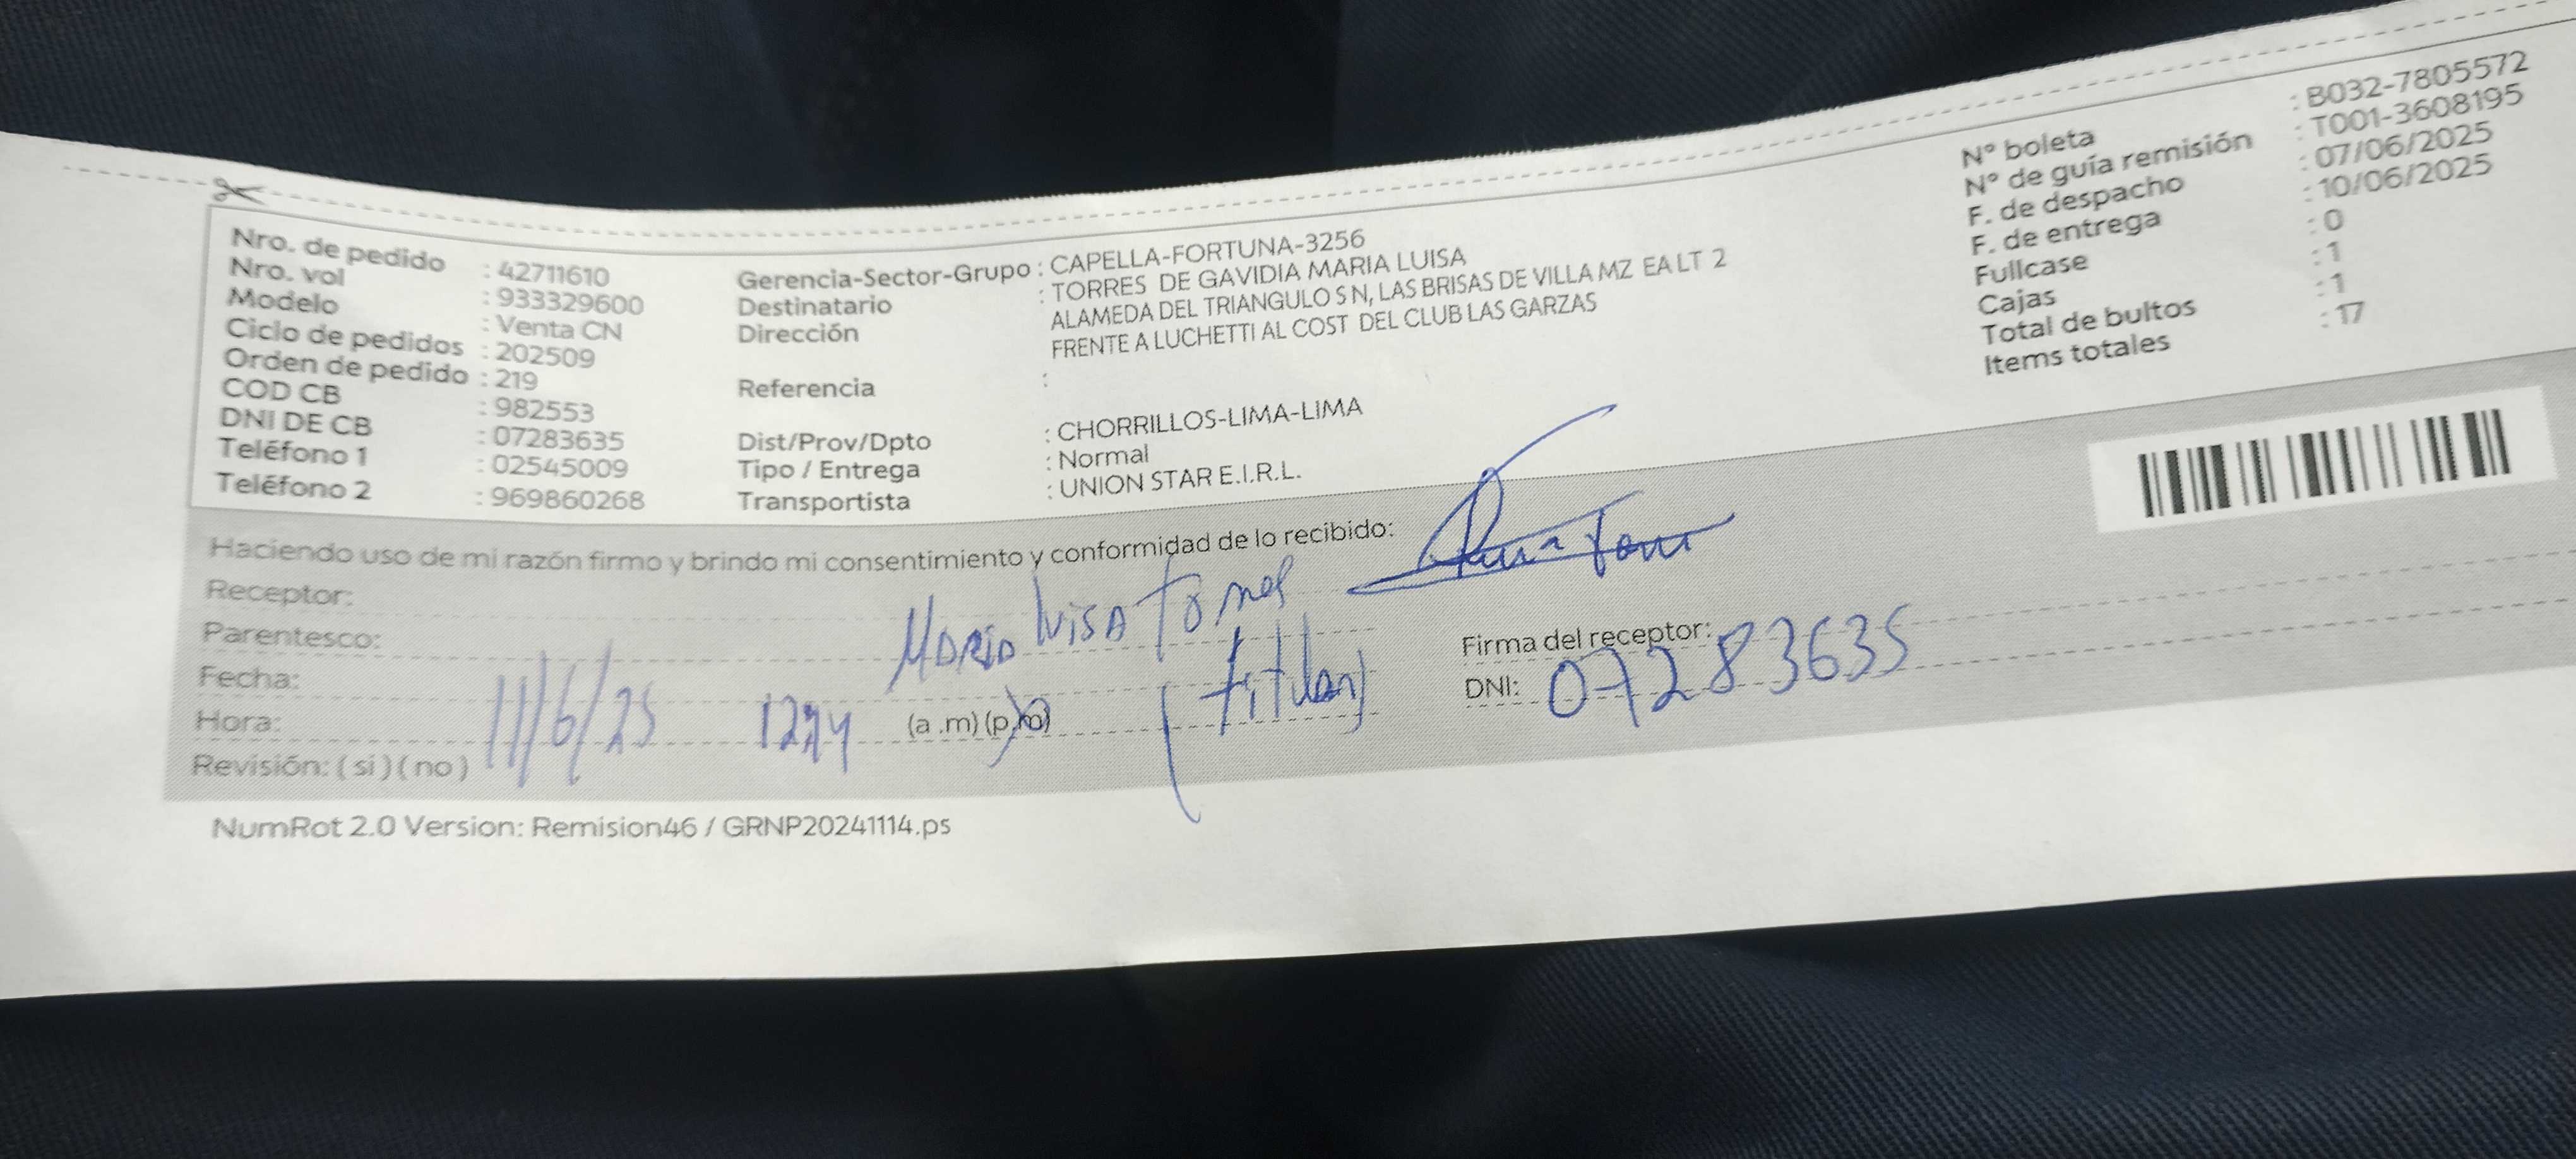 Nro. de pedido : 42711610
Nro. vol : 933329600
Modelo : Venta CN
Ciclo de pedidos : 202509
Orden de pedido : 219
COD CB : 982553
DNI DE CB : 07283635
Teléfono 1 : 02545009
Teléfono 2 : 969860268
Gerencia-Sector-Grupo : CAPELLA-FORTUNA-3256
Destinatario : TORRES DE GAVIDIA MARIA LUISA
Dirección ALAMEDA DEL TRIANGULO S N, LAS BRISAS DE VILLA MZ EA LT 2
FRENTE A LUCHETTI AL COST DEL CLUB LAS GARZAS
Referencia :
Dist/Prov/Dpto : CHORRILLOS-LIMA-LIMA
Tipo / Entrega : Normal
Transportista : UNION STAR E.I.R.L.
N° boleta : B032-7805572
N° de guía remisión : T001-3608195
F. de despacho : 07/06/2025
F. de entrega : 10/06/2025
Fullcase : 0
Cajas : 1
Total de bultos : 1
Items totales : 17
Haciendo uso de mi razón firmo y brindo mi consentimiento y conformidad de lo recibido:
Receptor: Maria Luisa Torres
Parentesco: (titular)
Fecha: 11/6/25
Hora: (a .m) (p.m)
Revisión: ( si ) ( no )
Firma del receptor:
DNI: 07283635
NumRot 2.0 Version: Remision46 / GRNP20241114.ps